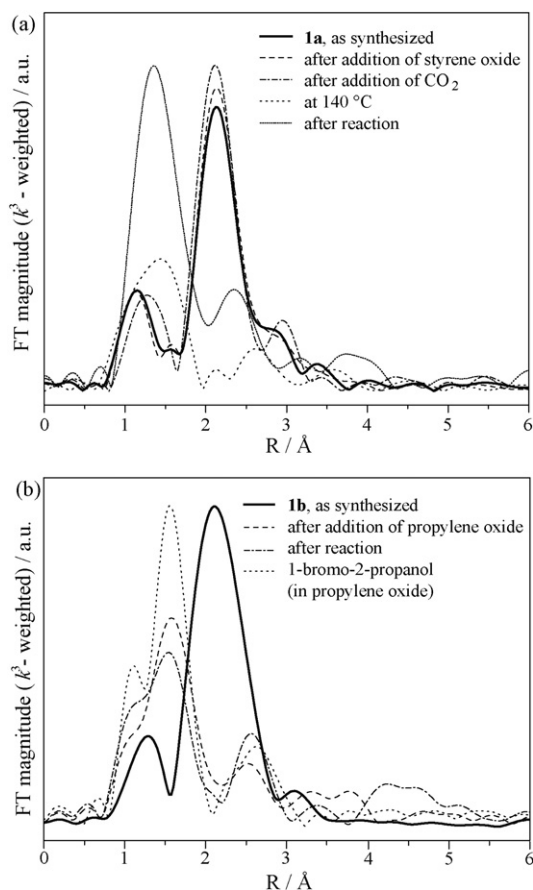 (a)
1a, as synthesized
after addition of styrene oxide
after addition of CO2
at 140 °C
after reaction
FT magnitude (k3 - weighted) / a.u.
0 1 2 3 4 5 6
R / Å
(b)
1b, as synthesized
after addition of propylene oxide
after reaction
1-bromo-2-propanol
(in propylene oxide)
FT magnitude (k3 - weighted) / a.u.
0 1 2 3 4 5 6
R / Å